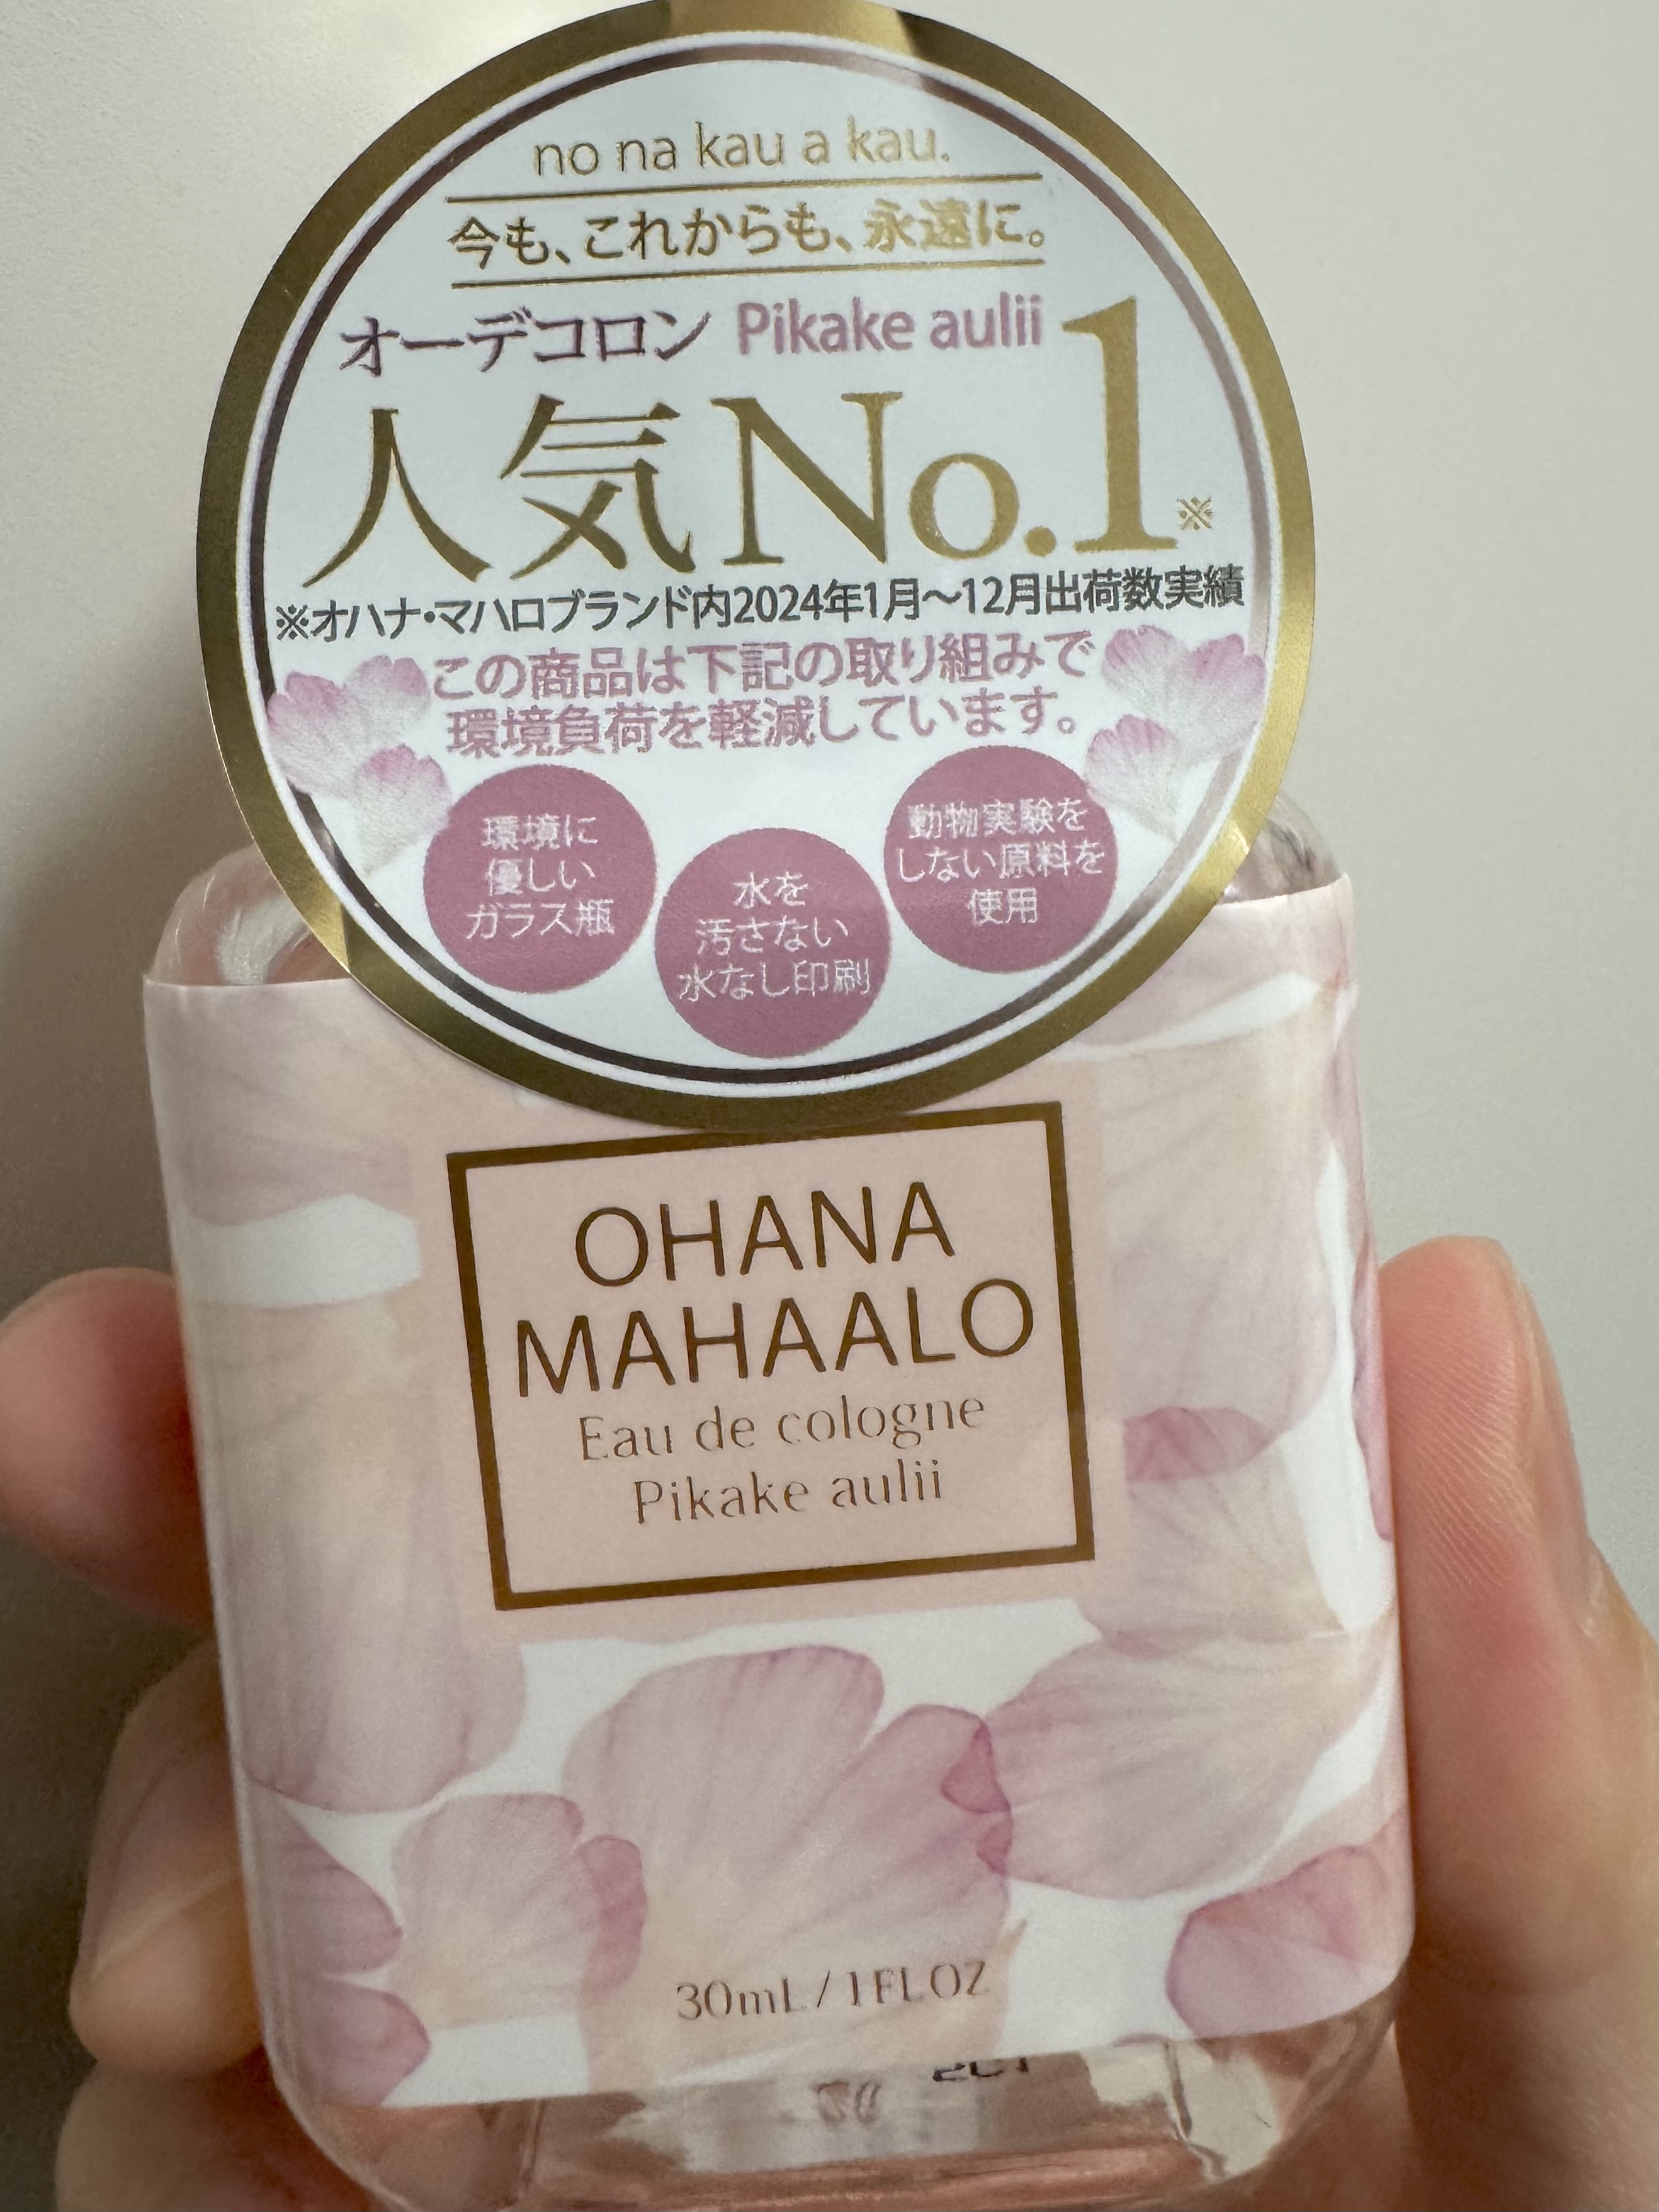 no na kau a kau.
今も、これからも、永遠に。
オーデコロン Pikake aulii
人気No.1※
※オハナ・マハロブランド内2024年1月〜12月出荷数実績
この商品は下記の取り組みで
環境負荷を軽減しています。
環境に
優しい
ガラス瓶
水を
汚さない
水なし印刷
動物実験を
しない原料を
使用
OHANA
MAHAALO
Eau de cologne
Pikake aulii
30mL / 1FL.OZ